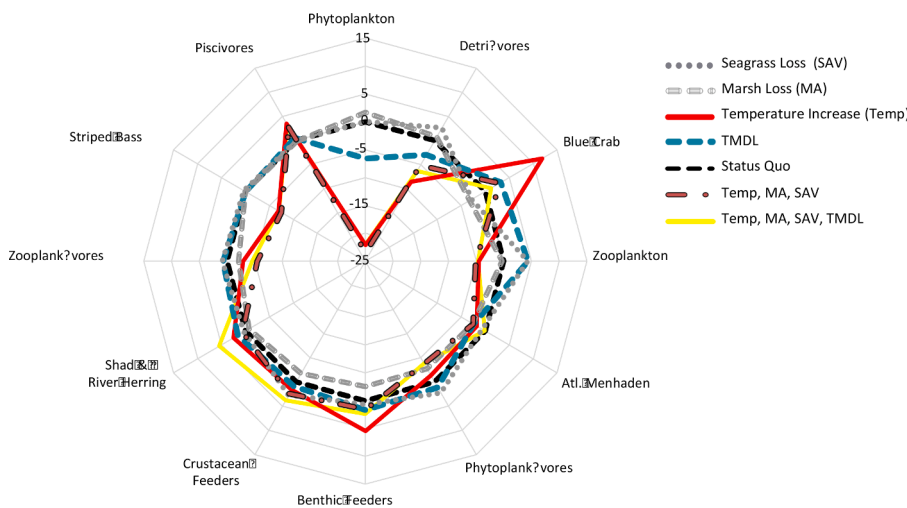 Phytoplankton
15
Detri?vores
Piscivores
5
0
Striped⍰Bass
-5
Blue⍰Crab
-15
Zooplank?vores
-25
Zooplankton
Shad⍰&⍰
River⍰Herring
Atl.⍰Menhaden
Crustacean⍰
Feeders
Phytoplank?vores
Benthic⍰Feeders
Seagrass Loss (SAV)
Marsh Loss (MA)
Temperature Increase (Temp)
TMDL
Status Quo
Temp, MA, SAV
Temp, MA, SAV, TMDL